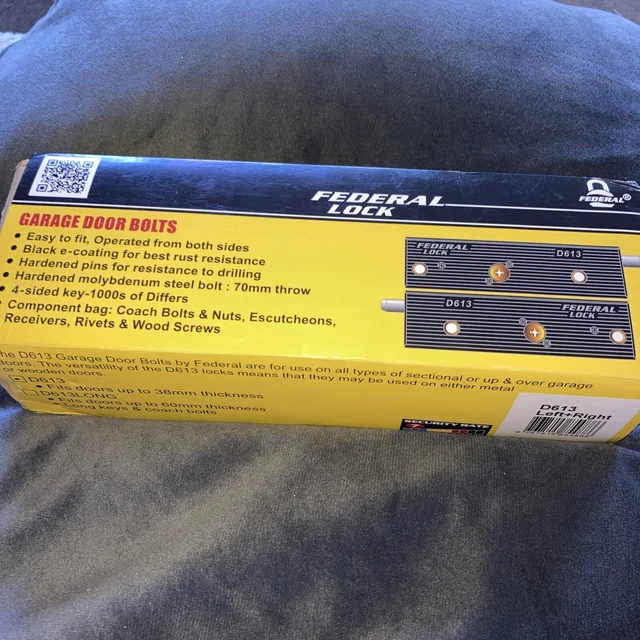 FEDERAL
LOCK
FEDERAL®
GARAGE DOOR BOLTS
• Easy to fit, Operated from both sides
• Black e-coating for best rust resistance
• Hardened pins for resistance to drilling
• Hardened molybdenum steel bolt : 70mm throw
• 4-sided key-1000s of Differs
• Component bag: Coach Bolts & Nuts, Escutcheons,
Receivers, Rivets & Wood Screws
FEDERAL
LOCK
D613
D613
FEDERAL
LOCK
The D613 Garage Door Bolts by Federal are for use on all types of sectional or up & over garage
doors. The versatility of the D613 locks means that they may be used on either metal
or wooden doors.
D613
• Fits doors up to 38mm thickness
D613LONG
• Fits doors up to 60mm thickness
• Long keys & coach bolts
SECURITY RATE
D613
Left+Right